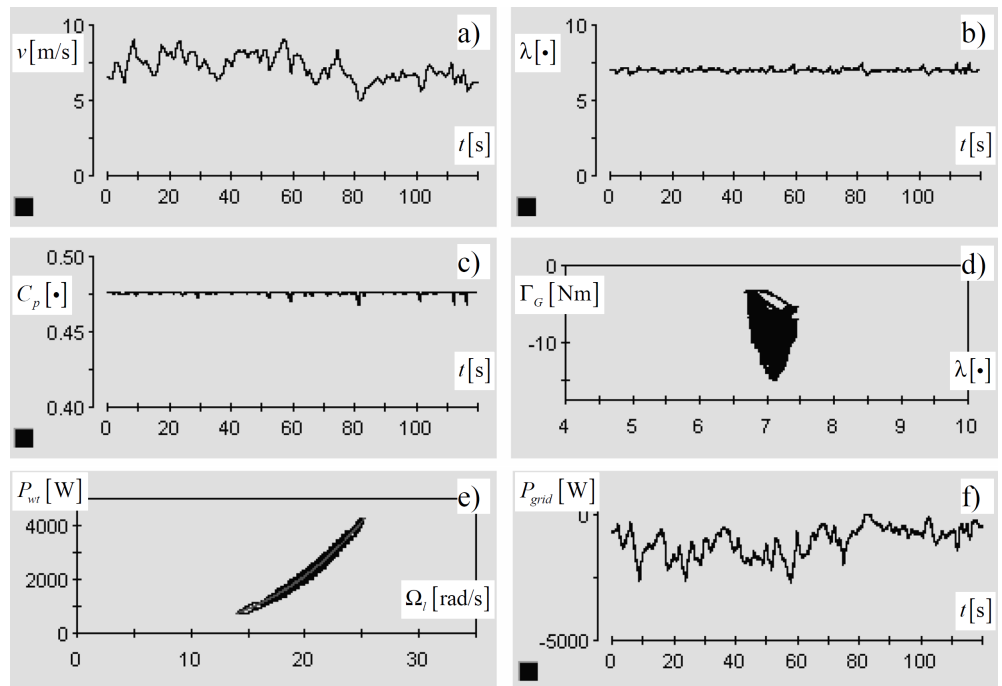 10
v[m/s]
a)
5
t[s]
0
0 20 40 60 80 100
10
λ[•]
b)
5
t[s]
0
0 20 40 60 80 100
0.50
c)
C_p[•]
0.45
t[s]
0.40
0 20 40 60 80 100
0
d)
Γ_G[Nm]
-10
λ[•]
4 5 6 7 8 9 10
P_wt[W]
e)
4000
2000
Ω_l[rad/s]
0
0 10 20 30
P_grid[W]
f)
0
t[s]
-5000
0 20 40 60 80 100